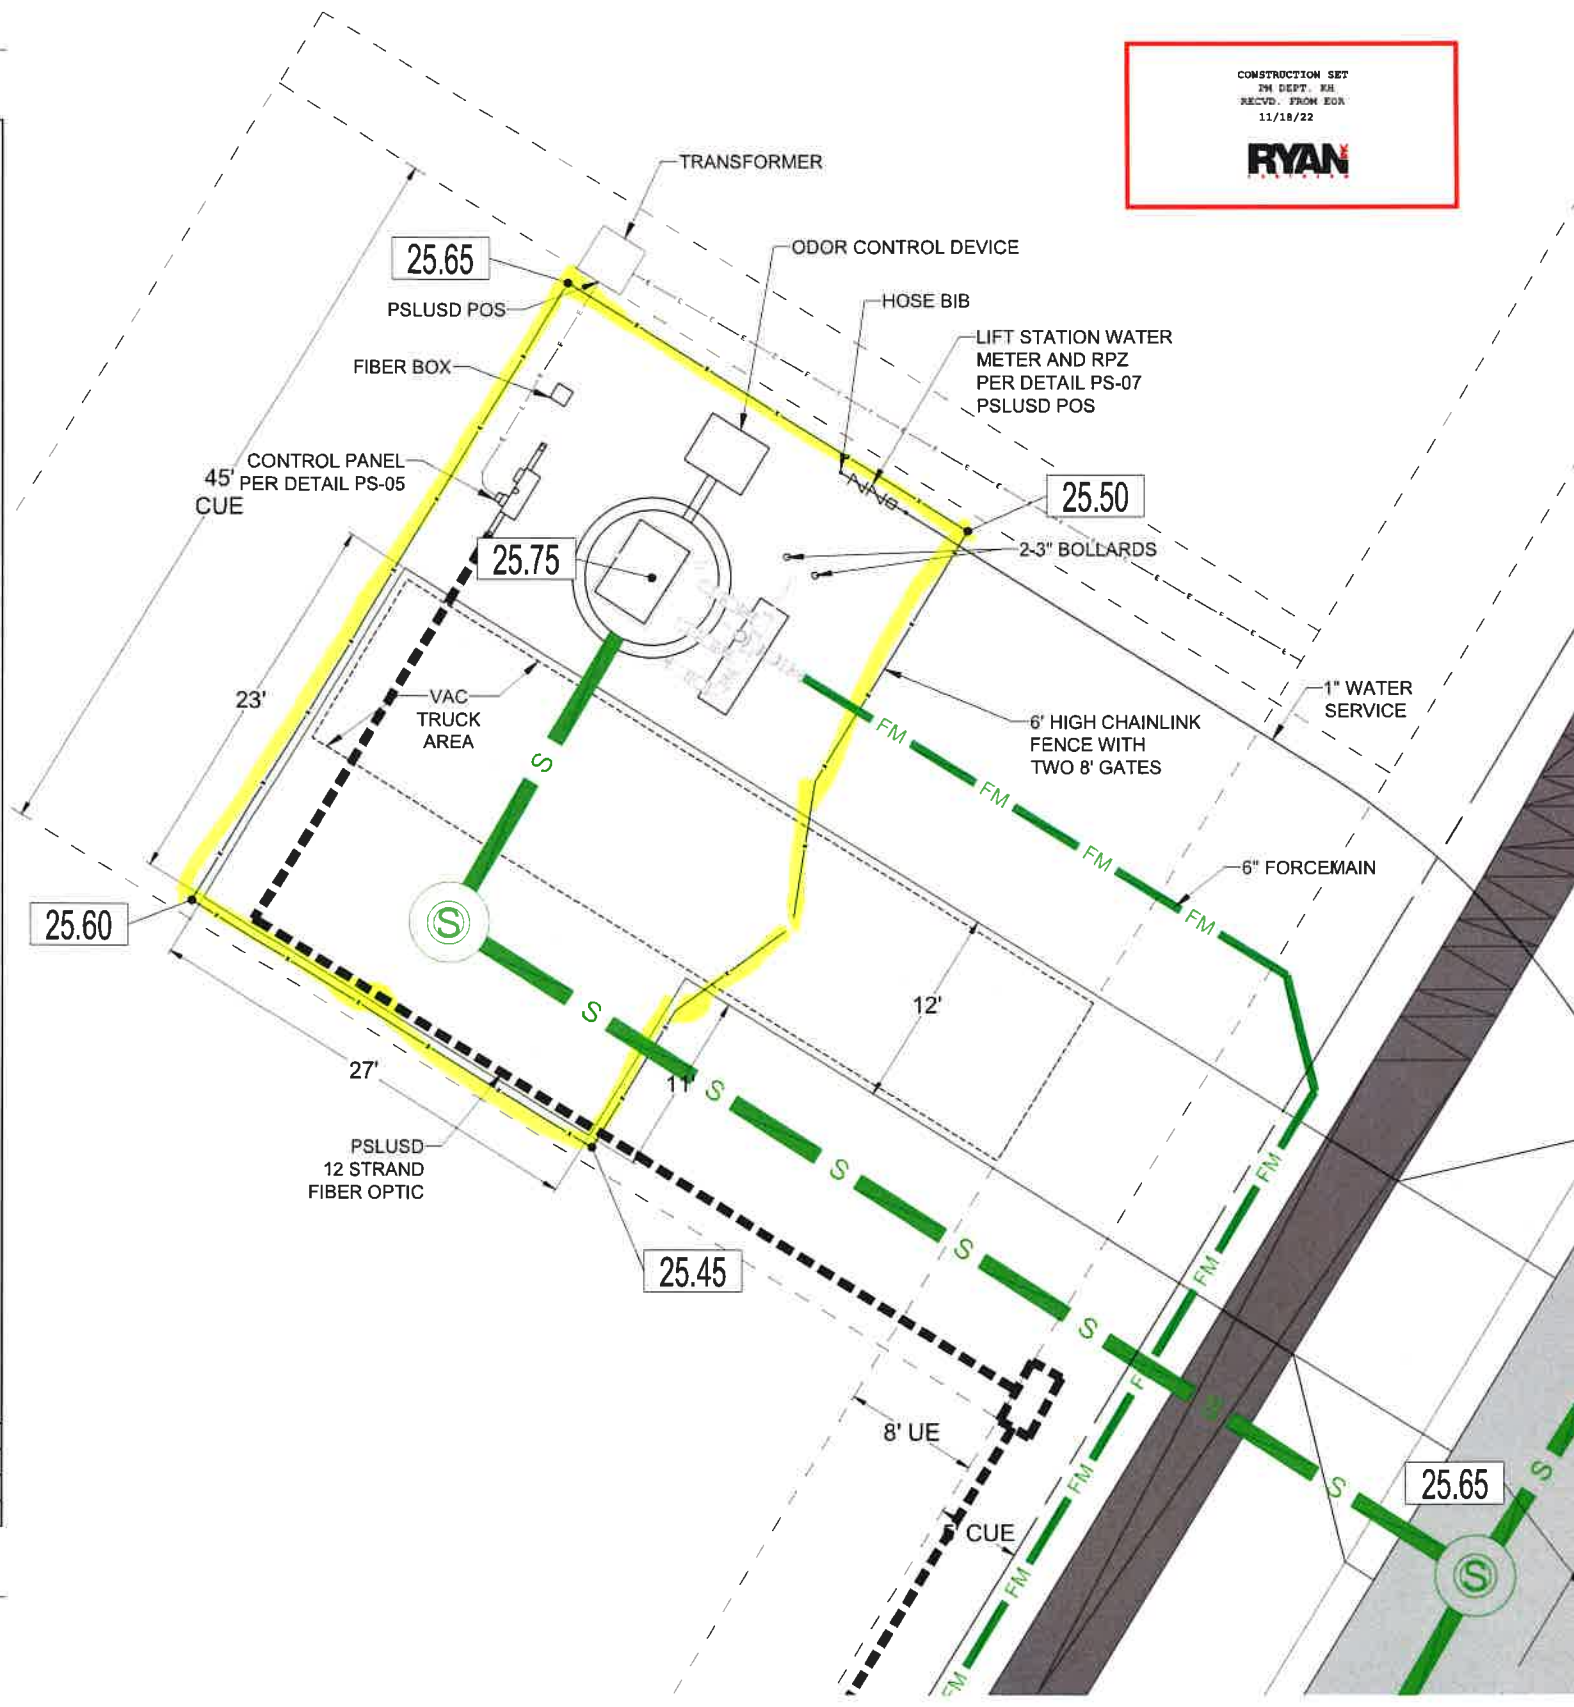 CONSTRUCTION SET
PM DEPT. KH
RECVD. FROM EOR
11/18/22
RYAN
TRANSFORMER
25.65
ODOR CONTROL DEVICE
PSLUSD POS
HOSE BIB
LIFT STATION WATER
METER AND RPZ
PER DETAIL PS-07
PSLUSD POS
FIBER BOX
CONTROL PANEL
PER DETAIL PS-05
45'
CUE
25.50
25.75
2-3" BOLLARDS
23'
VAC
TRUCK
AREA
1" WATER
SERVICE
6' HIGH CHAINLINK
FENCE WITH
TWO 8' GATES
S
FM
FM
FM
FM
6" FORCEMAIN
25.60
S
S
12'
27'
11'
S
PSLUSD
12 STRAND
FIBER OPTIC
S
FM
25.45
S
FM
S
F
S
8' UE
25.65
FM
S
S
CUE
FM
S
FM